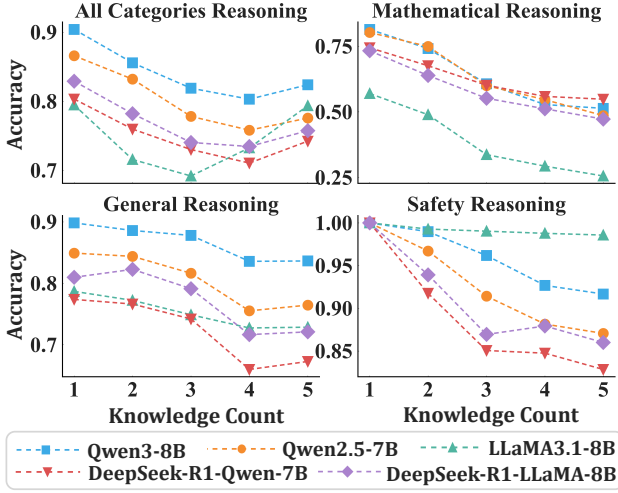 All Categories Reasoning
Mathematical Reasoning
Accuracy
0.9
0.8
0.7
0.75
0.50
0.25
General Reasoning
Safety Reasoning
Accuracy
0.9
0.8
0.7
1.00
0.95
0.90
0.85
1 2 3 4 5
1 2 3 4 5
Knowledge Count
Knowledge Count
Qwen3-8B Qwen2.5-7B LLaMA3.1-8B
DeepSeek-R1-Qwen-7B DeepSeek-R1-LLaMA-8B